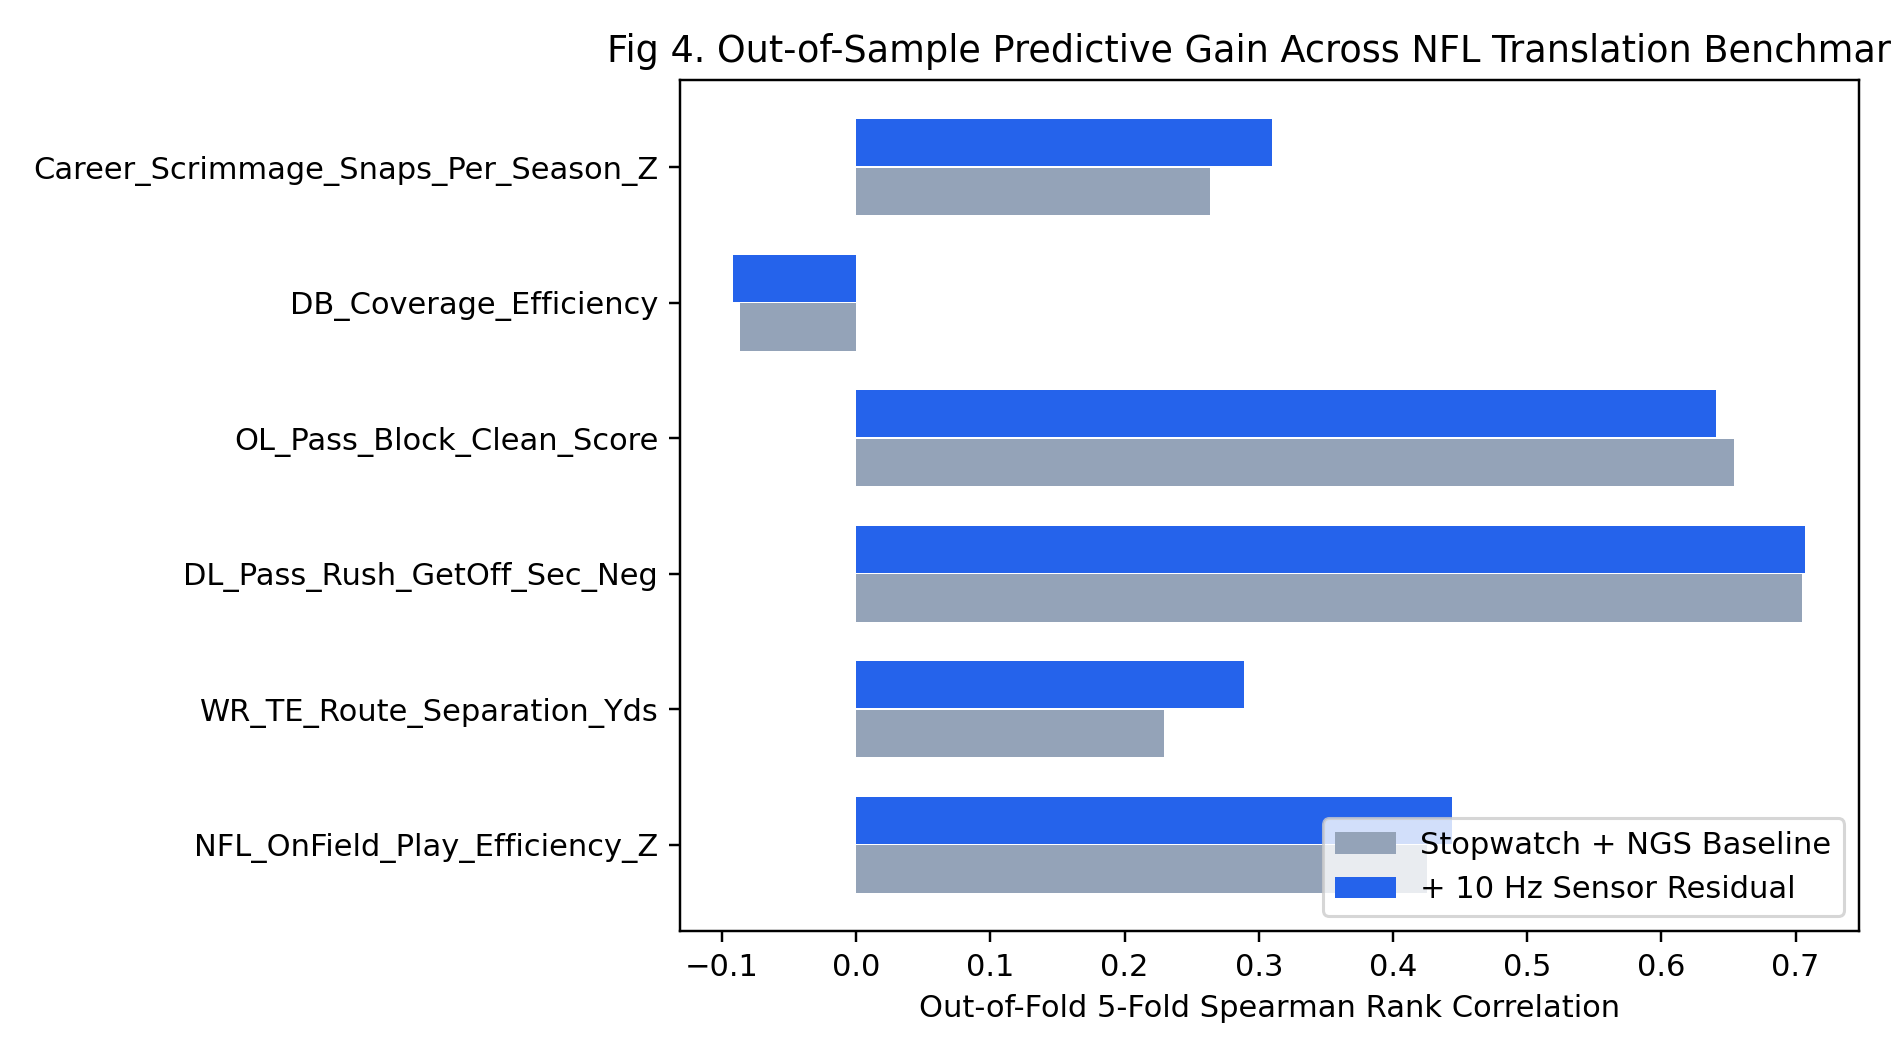 Fig 4. Out-of-Sample Predictive Gain Across NFL Translation Benchmar
Career_Scrimmage_Snaps_Per_Season_Z
DB_Coverage_Efficiency
OL_Pass_Block_Clean_Score
DL_Pass_Rush_GetOff_Sec_Neg
WR_TE_Route_Separation_Yds
NFL_OnField_Play_Efficiency_Z
Stopwatch + NGS Baseline
+ 10 Hz Sensor Residual
−0.1 0.0 0.1 0.2 0.3 0.4 0.5 0.6 0.7
Out-of-Fold 5-Fold Spearman Rank Correlation